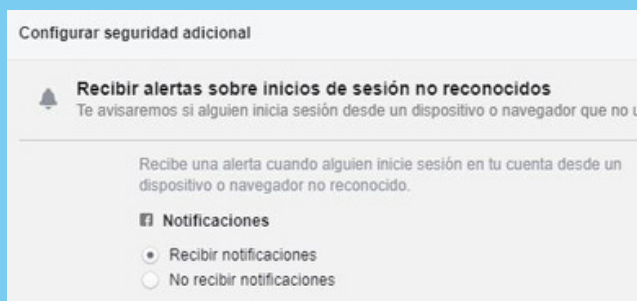 Configurar seguridad adicional
Recibir alertas sobre inicios de sesión no reconocidos
Te avisaremos si alguien inicia sesión desde un dispositivo o navegador que no
Recibe una alerta cuando alguien inicie sesión en tu cuenta desde un
dispositivo o navegador no reconocido.
Notificaciones
Recibir notificaciones
No recibir notificaciones